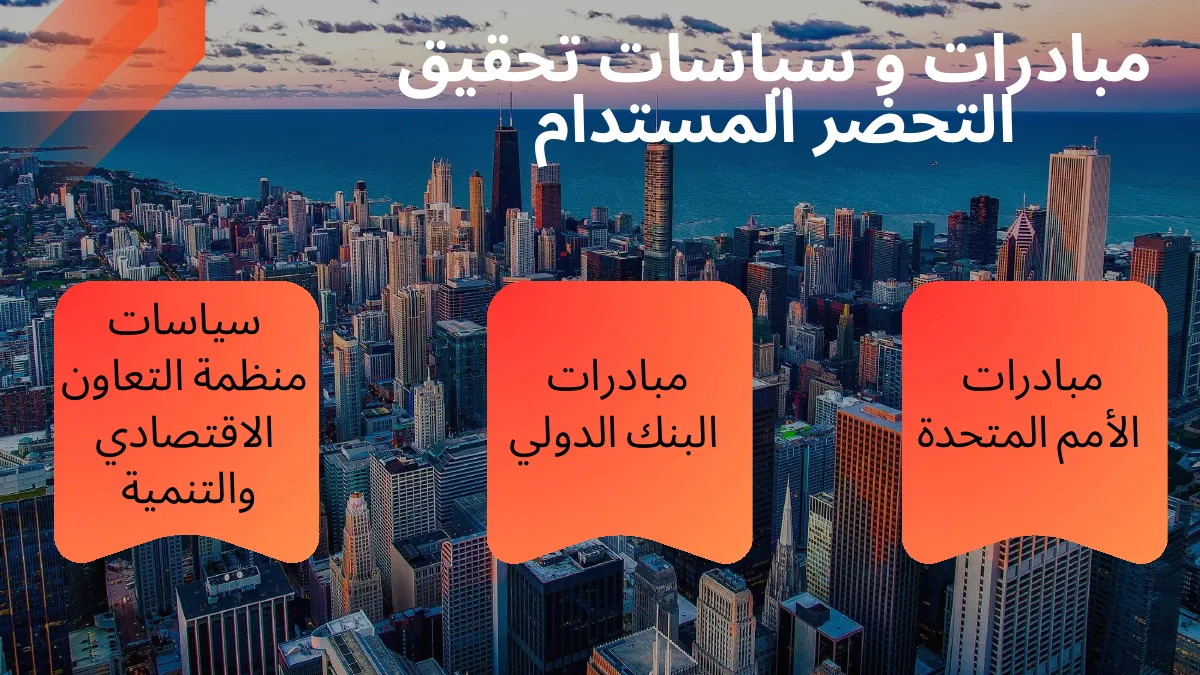 مبادرات و سياسات تحقيق
التحضر المستدام
مبادرات
الأمم المتحدة
مبادرات
البنك الدولي
سياسات
منظمة التعاون
الاقتصادي
والتنمية